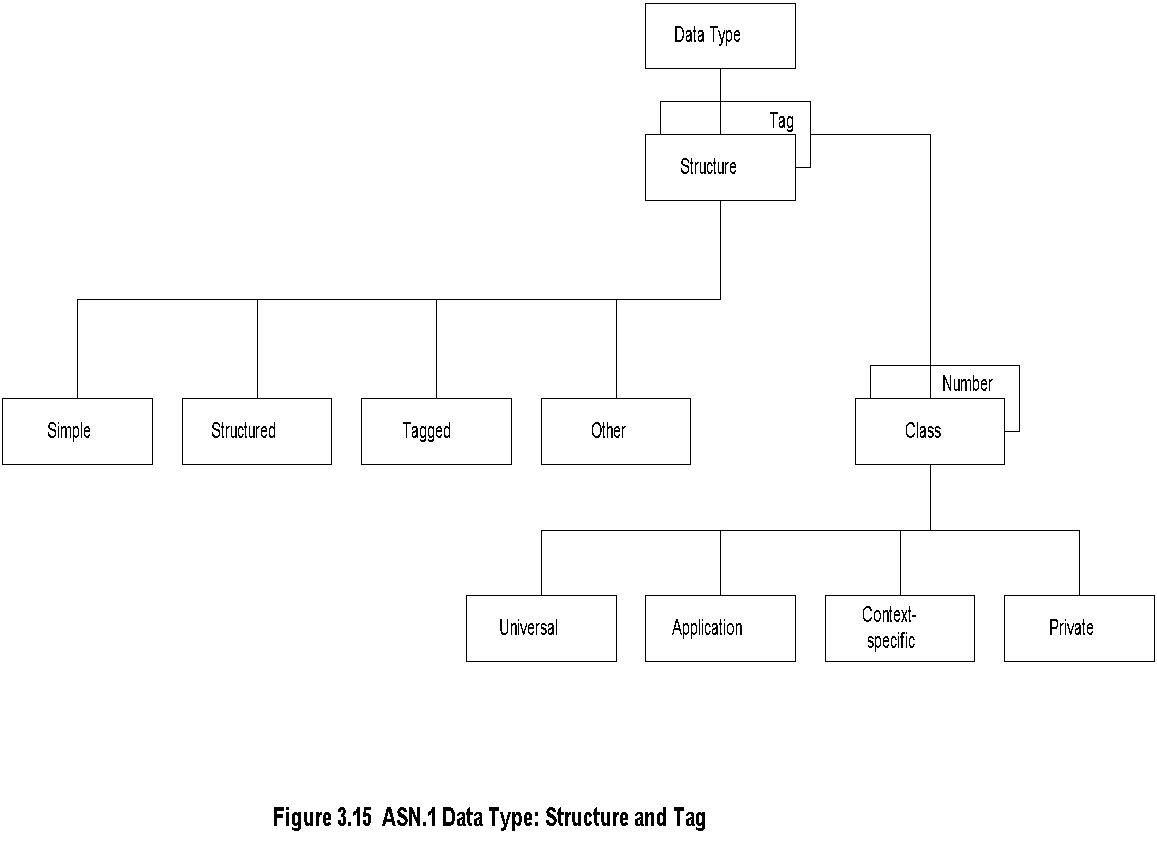 Data Type
Tag
Structure
Number
Simple
Structured
Tagged
Other
Class
Universal
Application
Context-
specific
Private
Figure 3.15 ASN.1 Data Type: Structure and Tag